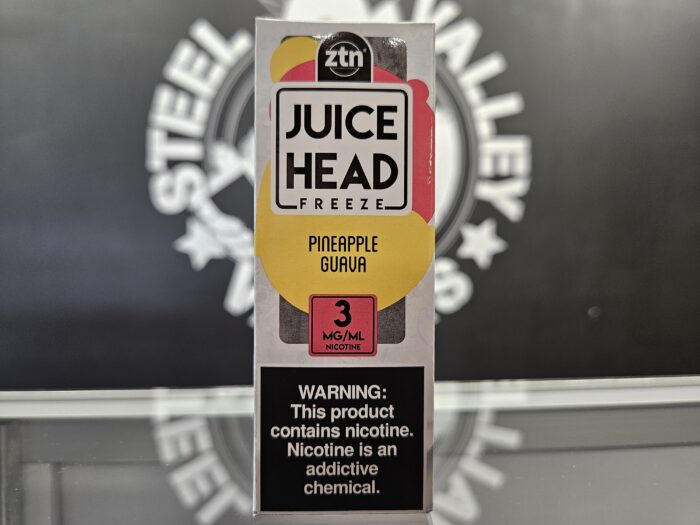 STEEL
VALLEY
ztn
JUICE
HEAD
FREEZE
PINEAPPLE
GUAVA
3
MG/ML
NICOTINE
WARNING:
This product
contains nicotine.
Nicotine is an
addictive
chemical.